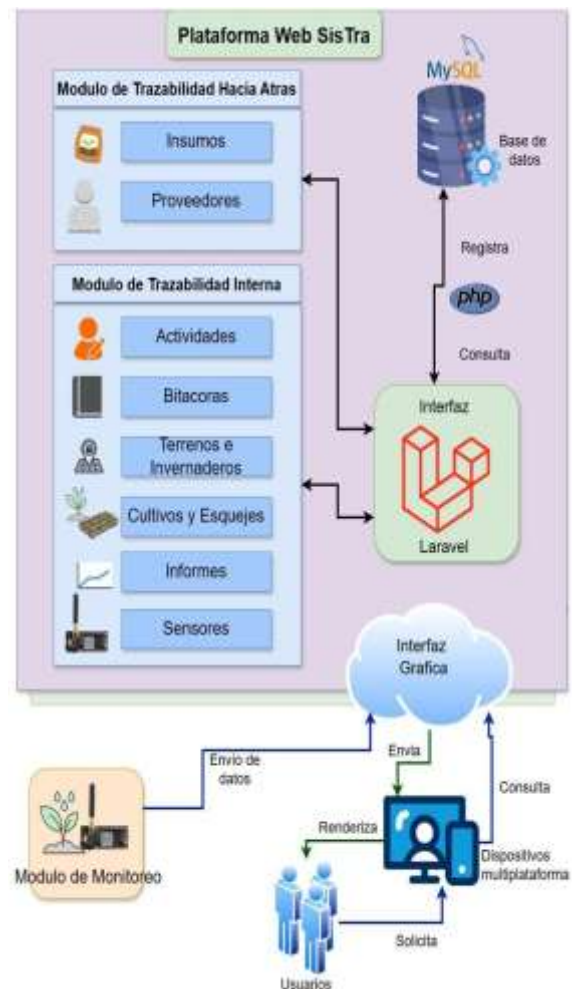 Plataforma Web SisTra
Modulo de Trazabilidad Hacia Atras
Insumos
Proveedores
MySQL
Base de
datos
Registra
php
Consulta
Modulo de Trazabilidad Interna
Actividades
Bitacoras
Terrenos e
Invernaderos
Cultivos y Esquejes
Informes
Sensores
Interfaz
Laravel
Interfaz
Grafica
Envio de
datos
Envia
Consulta
Modulo de Monitoreo
Renderiza
Dispositivos
multiplataforma
Solicita
Usuarios